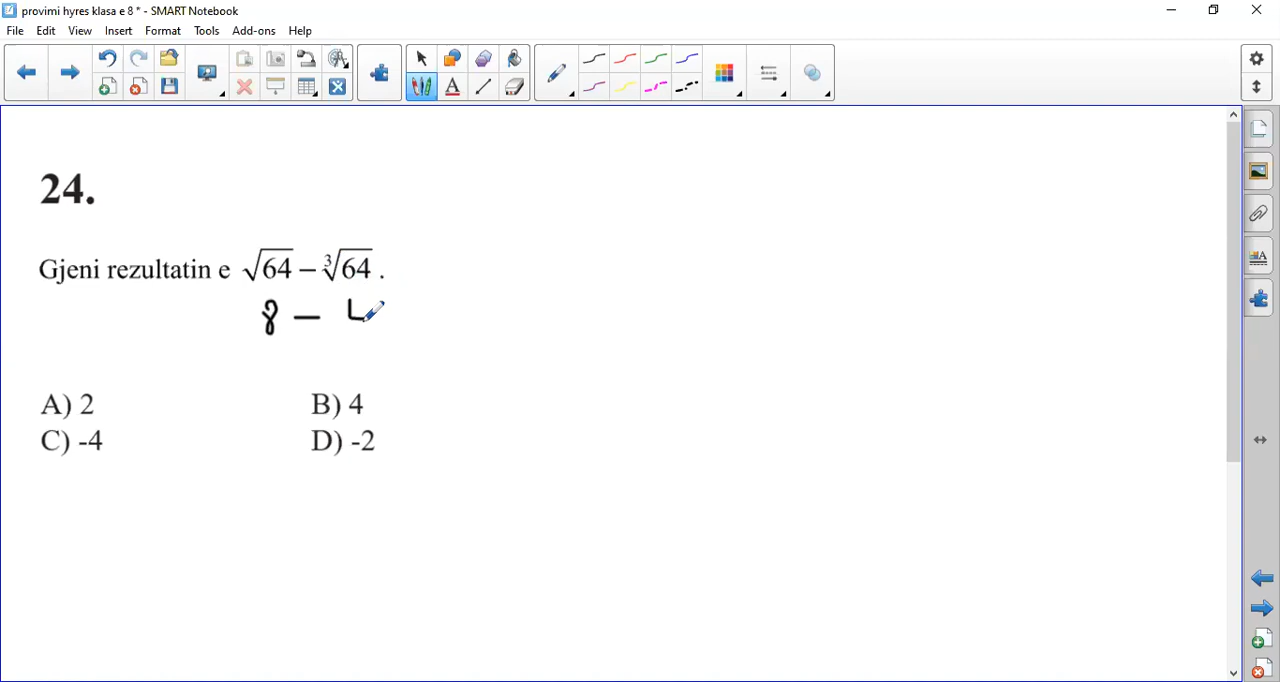 provimi hyres klasa e 8 * - SMART Notebook
File Edit View Insert Format Tools Add-ons Help
24.
Gjeni rezultatin e √64 − ∛64 .
8 −
A) 2 B) 4
C) -4 D) -2